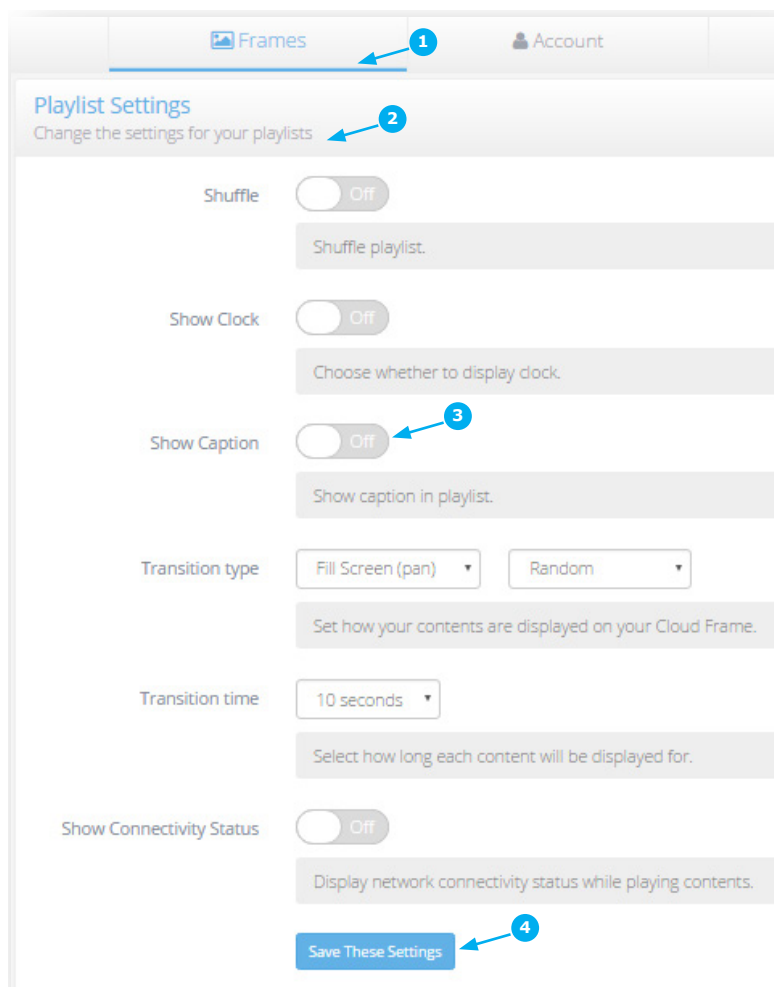 Frames 1 Account
Playlist Settings
Change the settings for your playlists 2
Shuffle Off
Shuffle playlist.
Show Clock Off
Choose whether to display clock.
3
Show Caption Off
Show caption in playlist.
Transition type Fill Screen (pan) Random
Set how your contents are displayed on your Cloud Frame.
Transition time 10 seconds
Select how long each content will be displayed for.
Show Connectivity Status Off
Display network connectivity status while playing contents.
4
Save These Settings